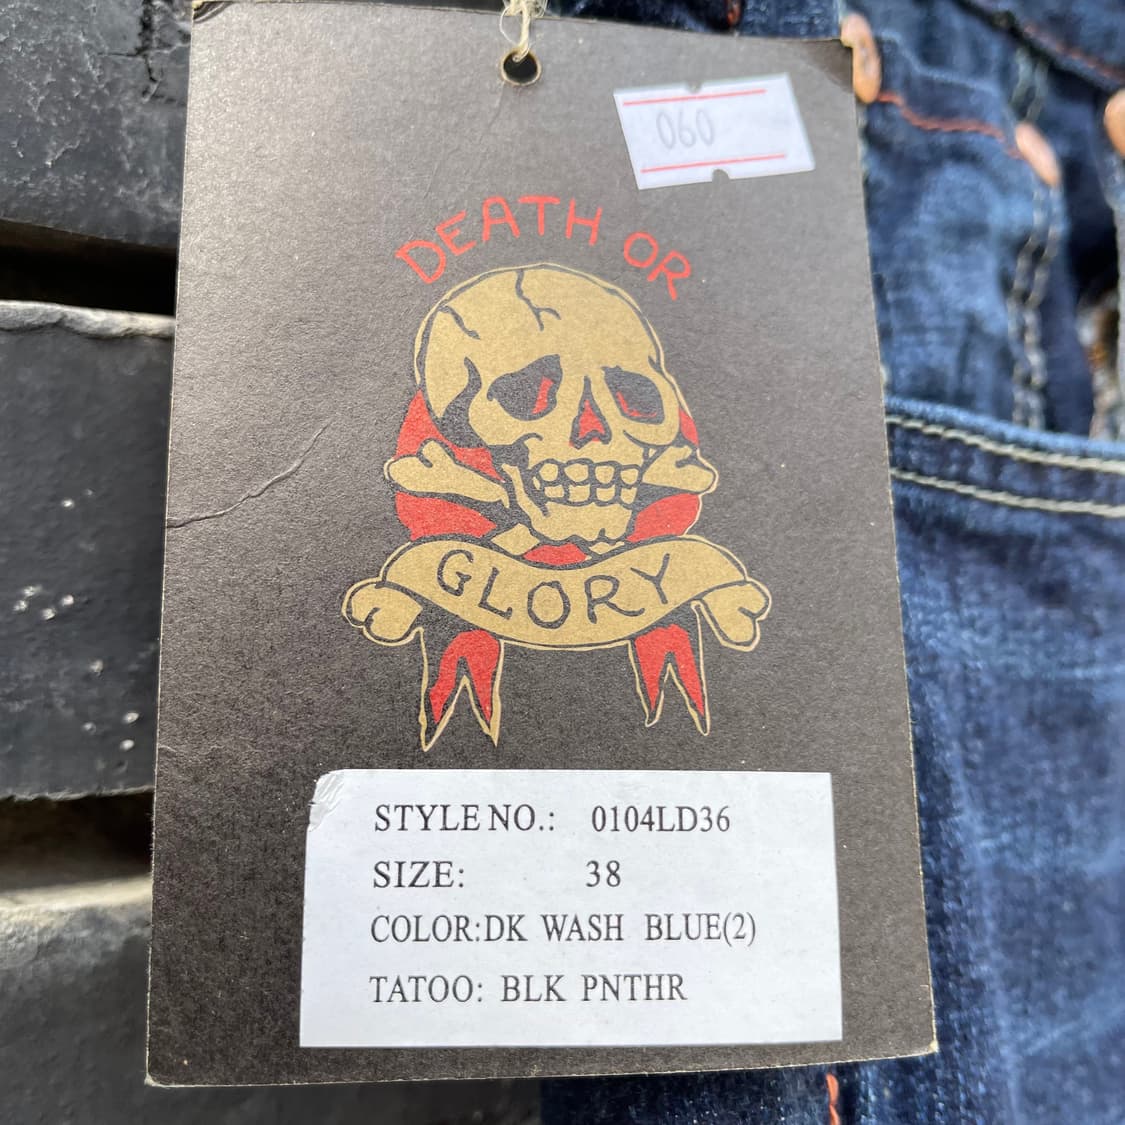 060
DEATH OR
GLORY
STYLE NO.: 0104LD36
SIZE: 38
COLOR:DK WASH BLUE(2)
TATOO: BLK PNTHR